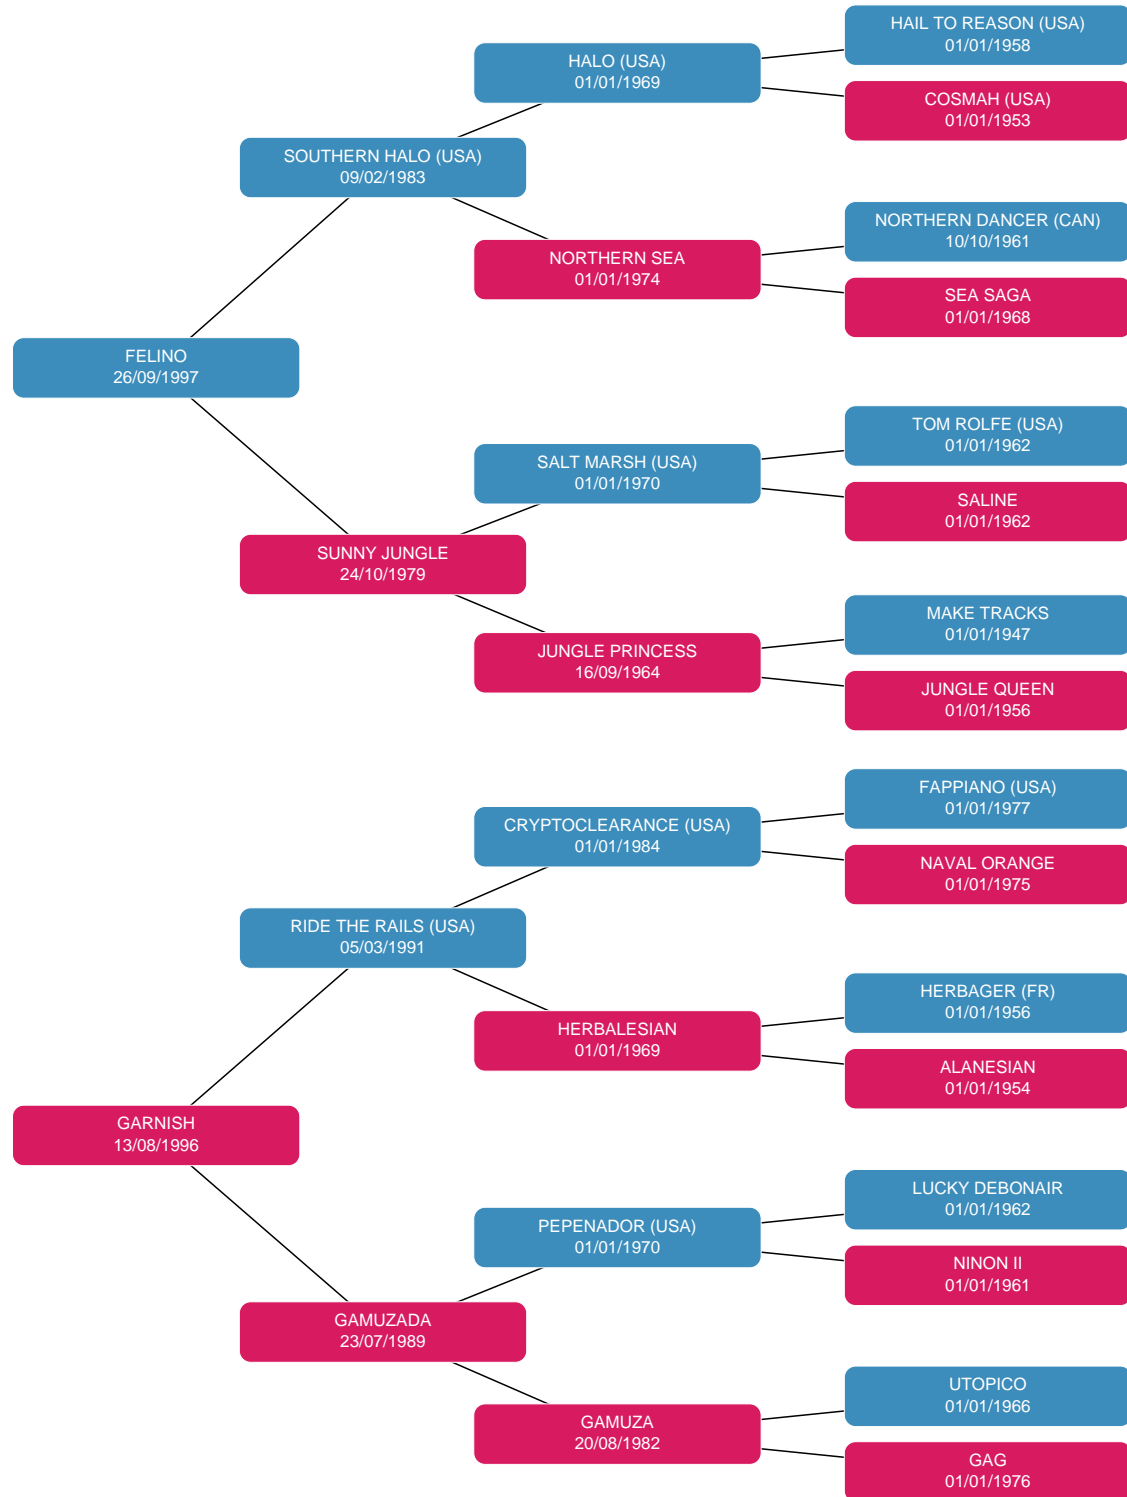 HAIL TO REASON (USA)
01/01/1958
HALO (USA)
01/01/1969
COSMAH (USA)
01/01/1953
SOUTHERN HALO (USA)
09/02/1983
NORTHERN DANCER (CAN)
10/10/1961
NORTHERN SEA
01/01/1974
SEA SAGA
01/01/1968
FELINO
26/09/1997
TOM ROLFE (USA)
01/01/1962
SALT MARSH (USA)
01/01/1970
SALINE
01/01/1962
SUNNY JUNGLE
24/10/1979
MAKE TRACKS
01/01/1947
JUNGLE PRINCESS
16/09/1964
JUNGLE QUEEN
01/01/1956
FAPPIANO (USA)
01/01/1977
CRYPTOCLEARANCE (USA)
01/01/1984
NAVAL ORANGE
01/01/1975
RIDE THE RAILS (USA)
05/03/1991
HERBAGER (FR)
01/01/1956
HERBALESIAN
01/01/1969
ALANESIAN
01/01/1954
GARNISH
13/08/1996
LUCKY DEBONAIR
01/01/1962
PEPENADOR (USA)
01/01/1970
NINON II
01/01/1961
GAMUZADA
23/07/1989
UTOPICO
01/01/1966
GAMUZA
20/08/1982
GAG
01/01/1976